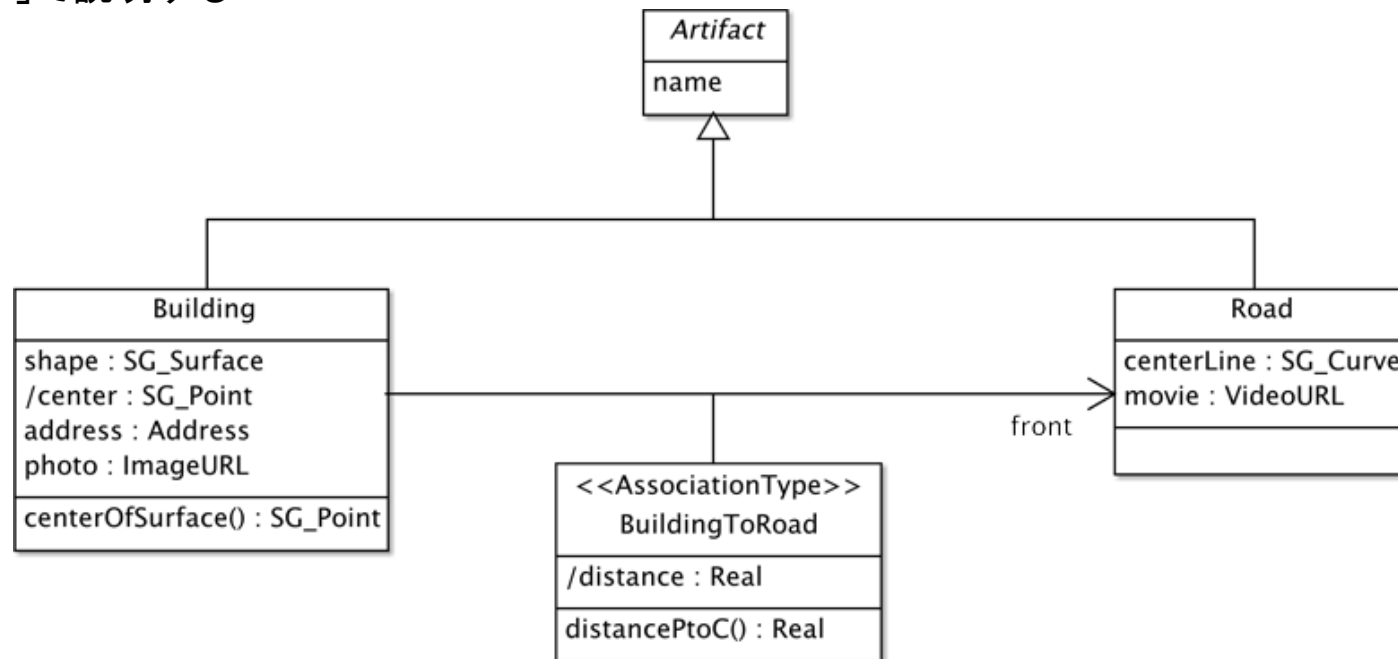 Artifact
name
Building
shape : SG_Surface
/center : SG_Point
address : Address
photo : ImageURL
centerOfSurface() : SG_Point
Road
centerLine : SG_Curve
movie : VideoURL
front
<<AssociationType>>
BuildingToRoad
/distance : Real
distancePtoC() : Real